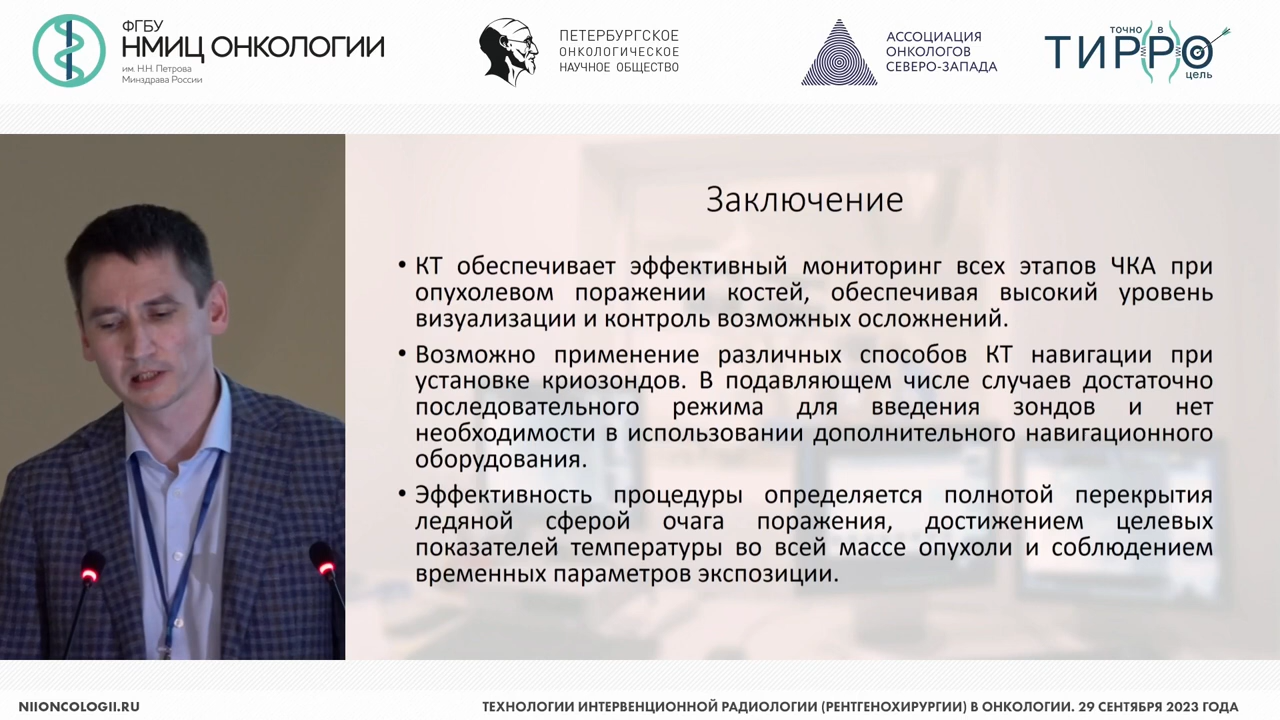 ФГБУ
НМИЦ ОНКОЛОГИИ
им. Н.Н. Петрова
Минздрава России
ПЕТЕРБУРГСКОЕ
ОНКОЛОГИЧЕСКОЕ
НАУЧНОЕ ОБЩЕСТВО
АССОЦИАЦИЯ
ОНКОЛОГОВ
СЕВЕРО-ЗАПАДА
ТОЧНО В
ТИРРО
цель
Заключение
• КТ обеспечивает эффективный мониторинг всех этапов ЧКА при
опухолевом поражении костей, обеспечивая высокий уровень
визуализации и контроль возможных осложнений.
• Возможно применение различных способов КТ навигации при
установке криозондов. В подавляющем числе случаев достаточно
последовательного режима для введения зондов и нет
необходимости в использовании дополнительного навигационного
оборудования.
• Эффективность процедуры определяется полнотой перекрытия
ледяной сферой очага поражения, достижением целевых
показателей температуры во всей массе опухоли и соблюдением
временных параметров экспозиции.
NIIONCOLOGII.RU
ТЕХНОЛОГИИ ИНТЕРВЕНЦИОННОЙ РАДИОЛОГИИ (РЕНТГЕНОХИРУРГИИ) В ОНКОЛОГИИ. 29 СЕНТЯБРЯ 2023 ГОДА